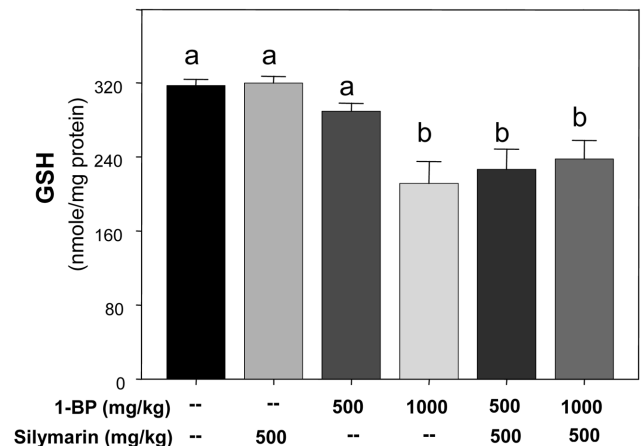 a a a b b b
320
240
160
80
0
GSH
(nmole/mg protein)
1-BP (mg/kg) -- -- 500 1000 500 1000
Silymarin (mg/kg) -- 500 -- -- 500 500